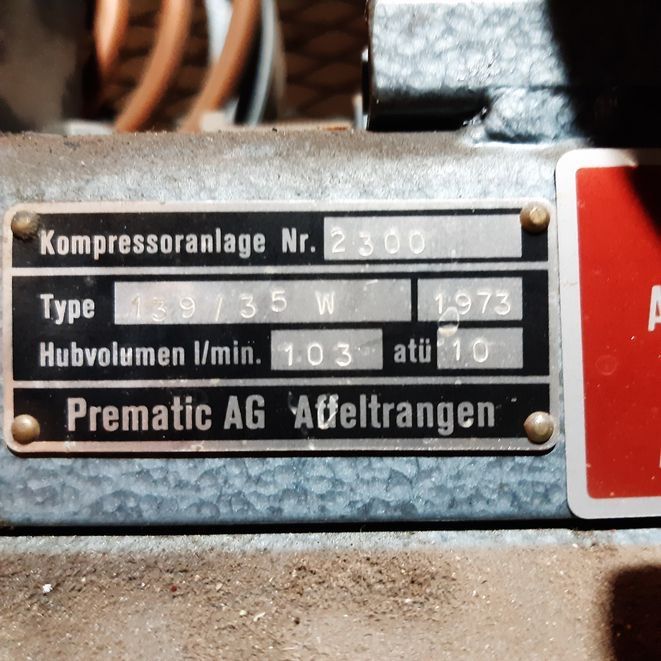 Kompressoranlage Nr. 2300
Type 139/35 W 1973
Hubvolumen l/min. 103 atü 10
Prematic AG Affeltrangen
A